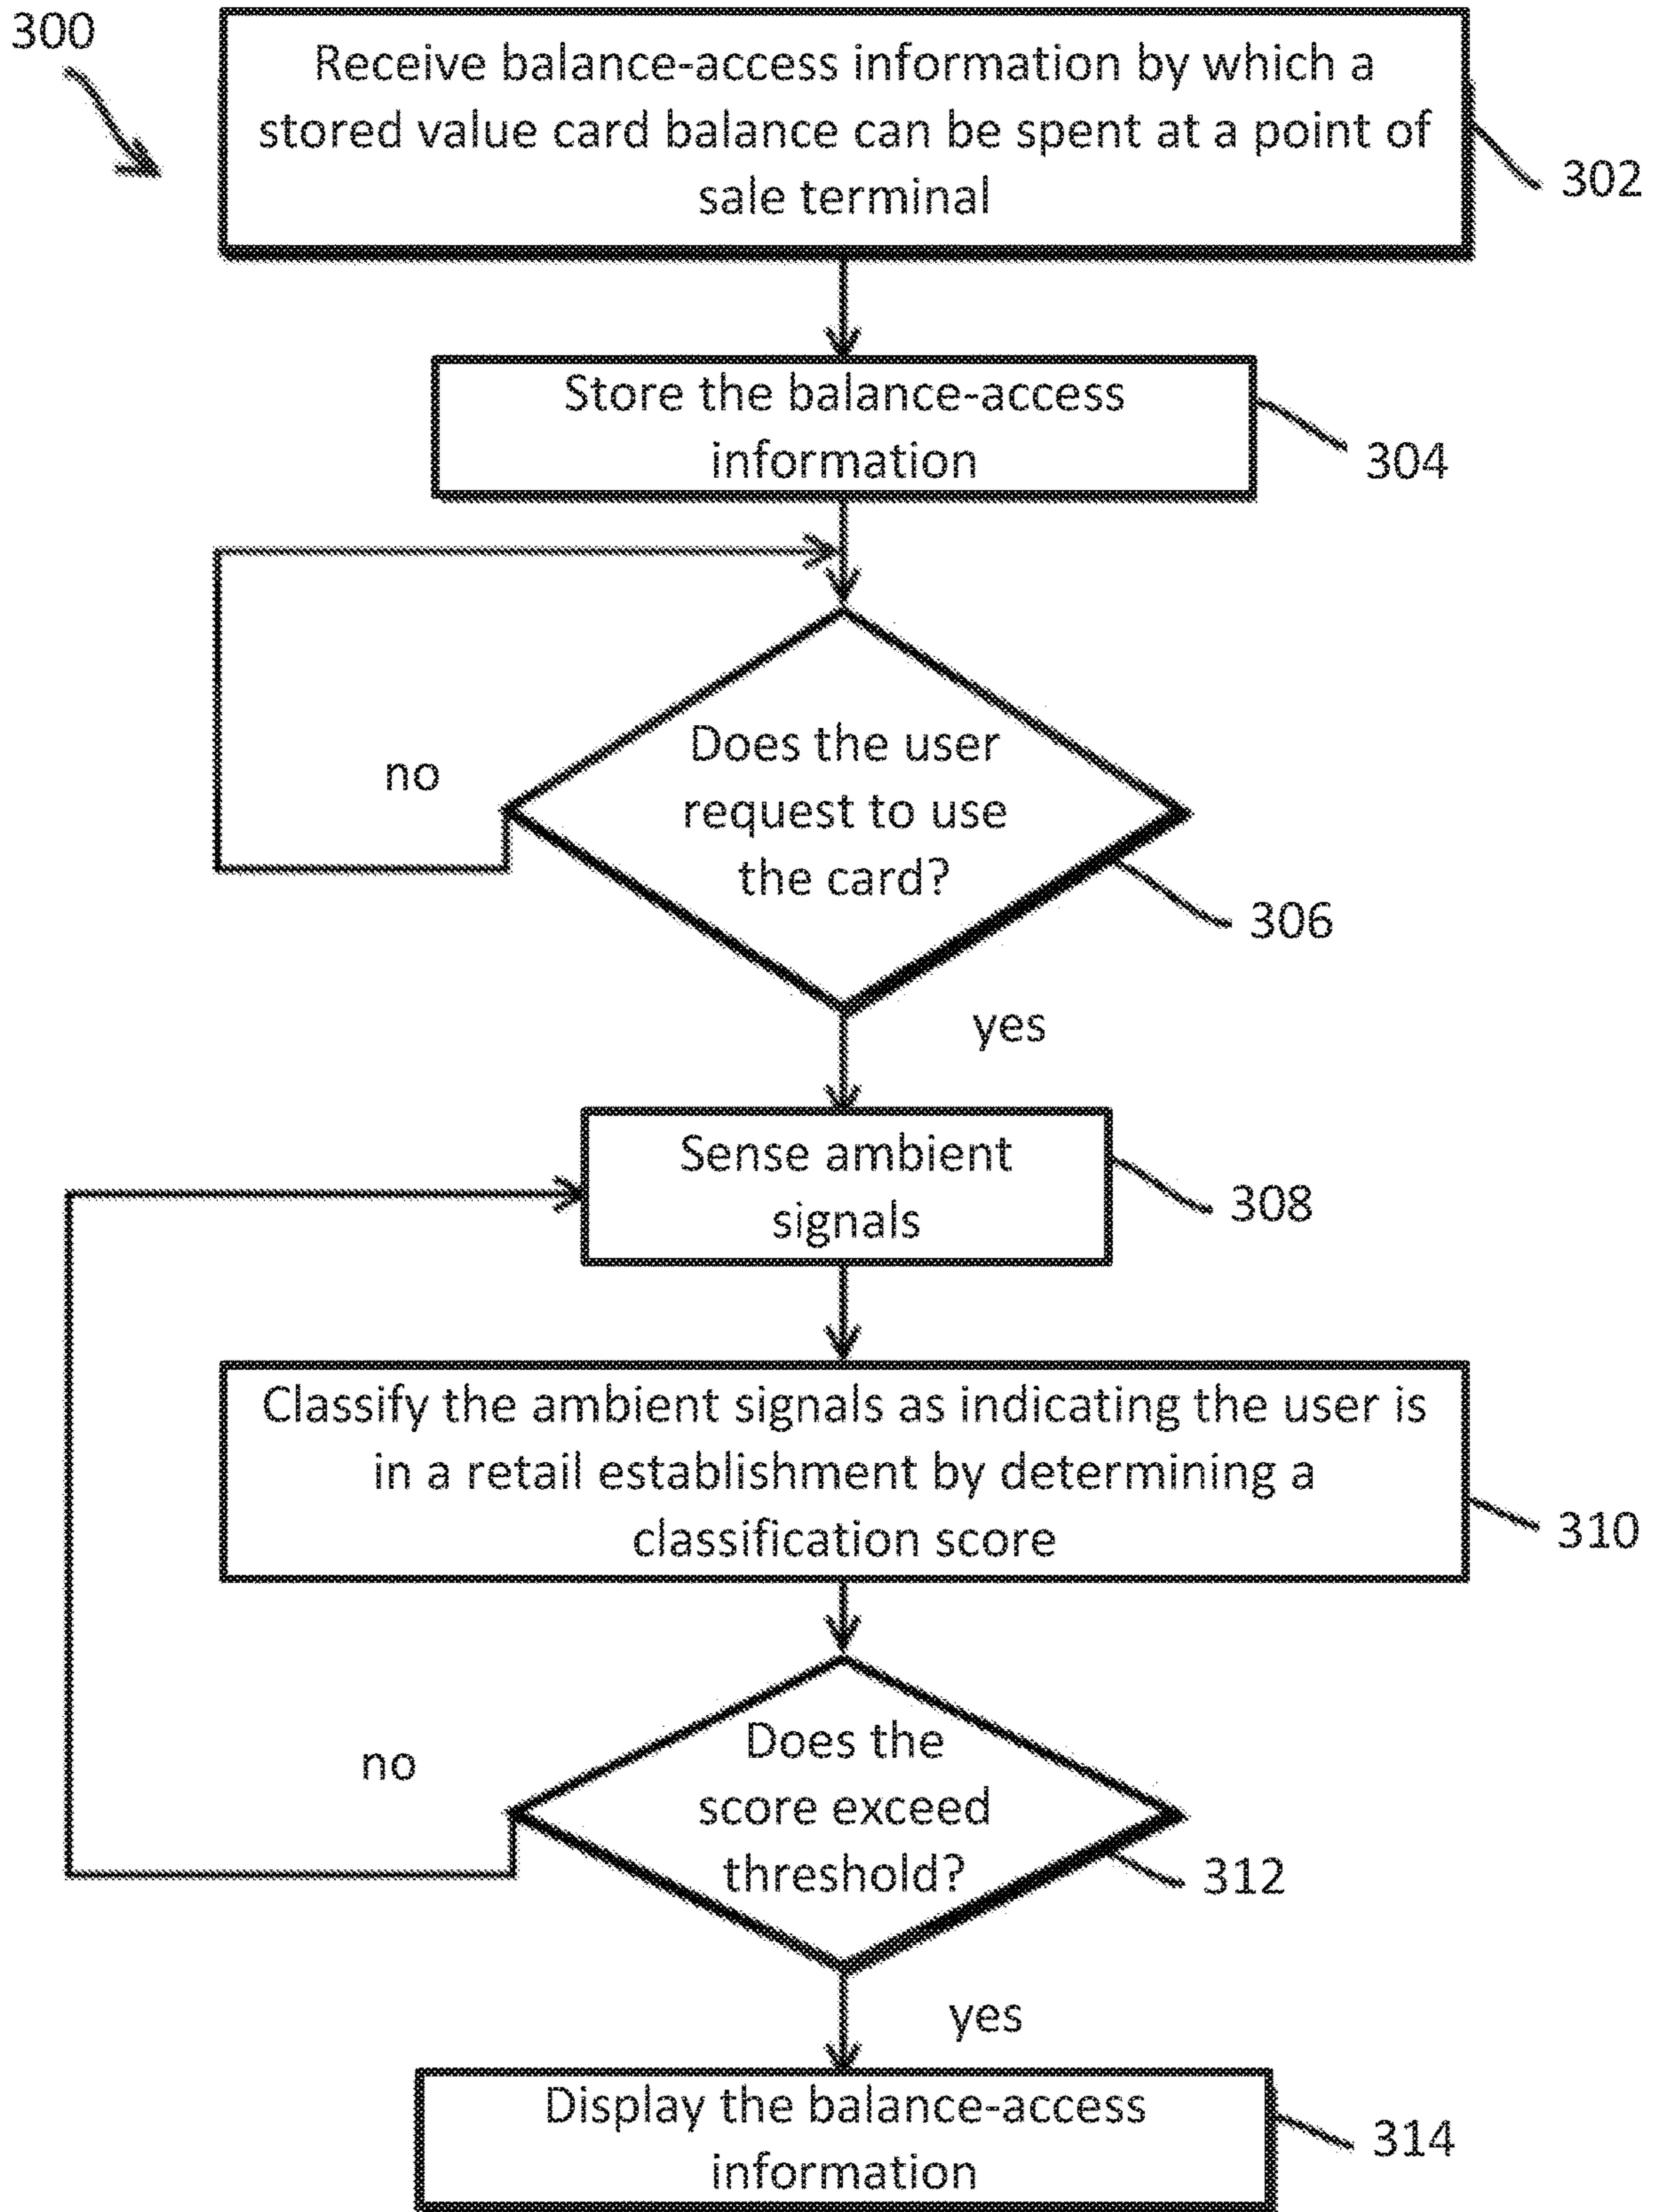 300
Receive balance-access information by which a
stored value card balance can be spent at a point of
sale terminal
302
Store the balance-access
information
304
Does the user
request to use
the card?
no
306
yes
Sense ambient
signals
308
Classify the ambient signals as indicating the user is
in a retail establishment by determining a
classification score
310
Does the
score exceed
threshold?
no
312
yes
Display the balance-access
information
314